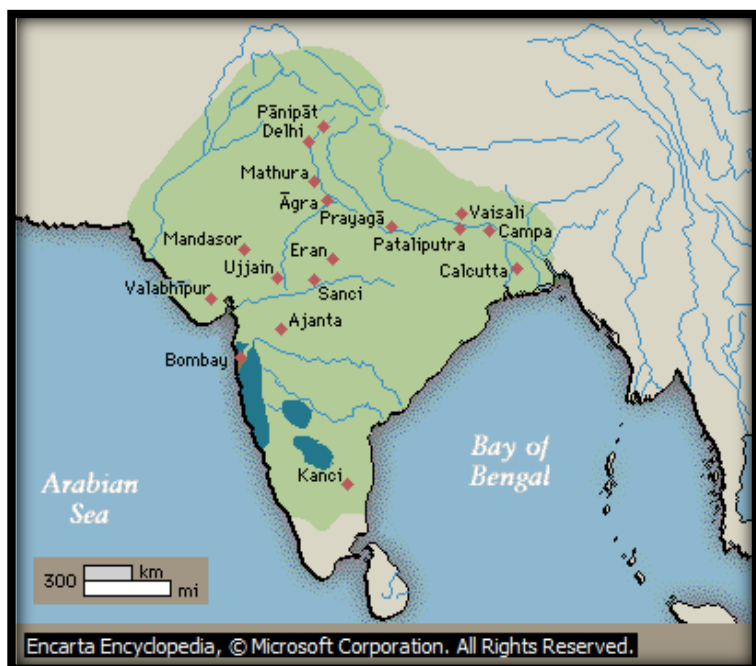 Pānipāt
Delhi
Mathura
Āgra
Prayagā
Vaisali
Pataliputra
Campa
Mandasor
Eran
Ujjain
Sanci
Calcutta
Valabhīpur
Ajanta
Bombay
Kanci
Arabian
Sea
Bay of
Bengal
300 km
mi
Encarta Encyclopedia, © Microsoft Corporation. All Rights Reserved.